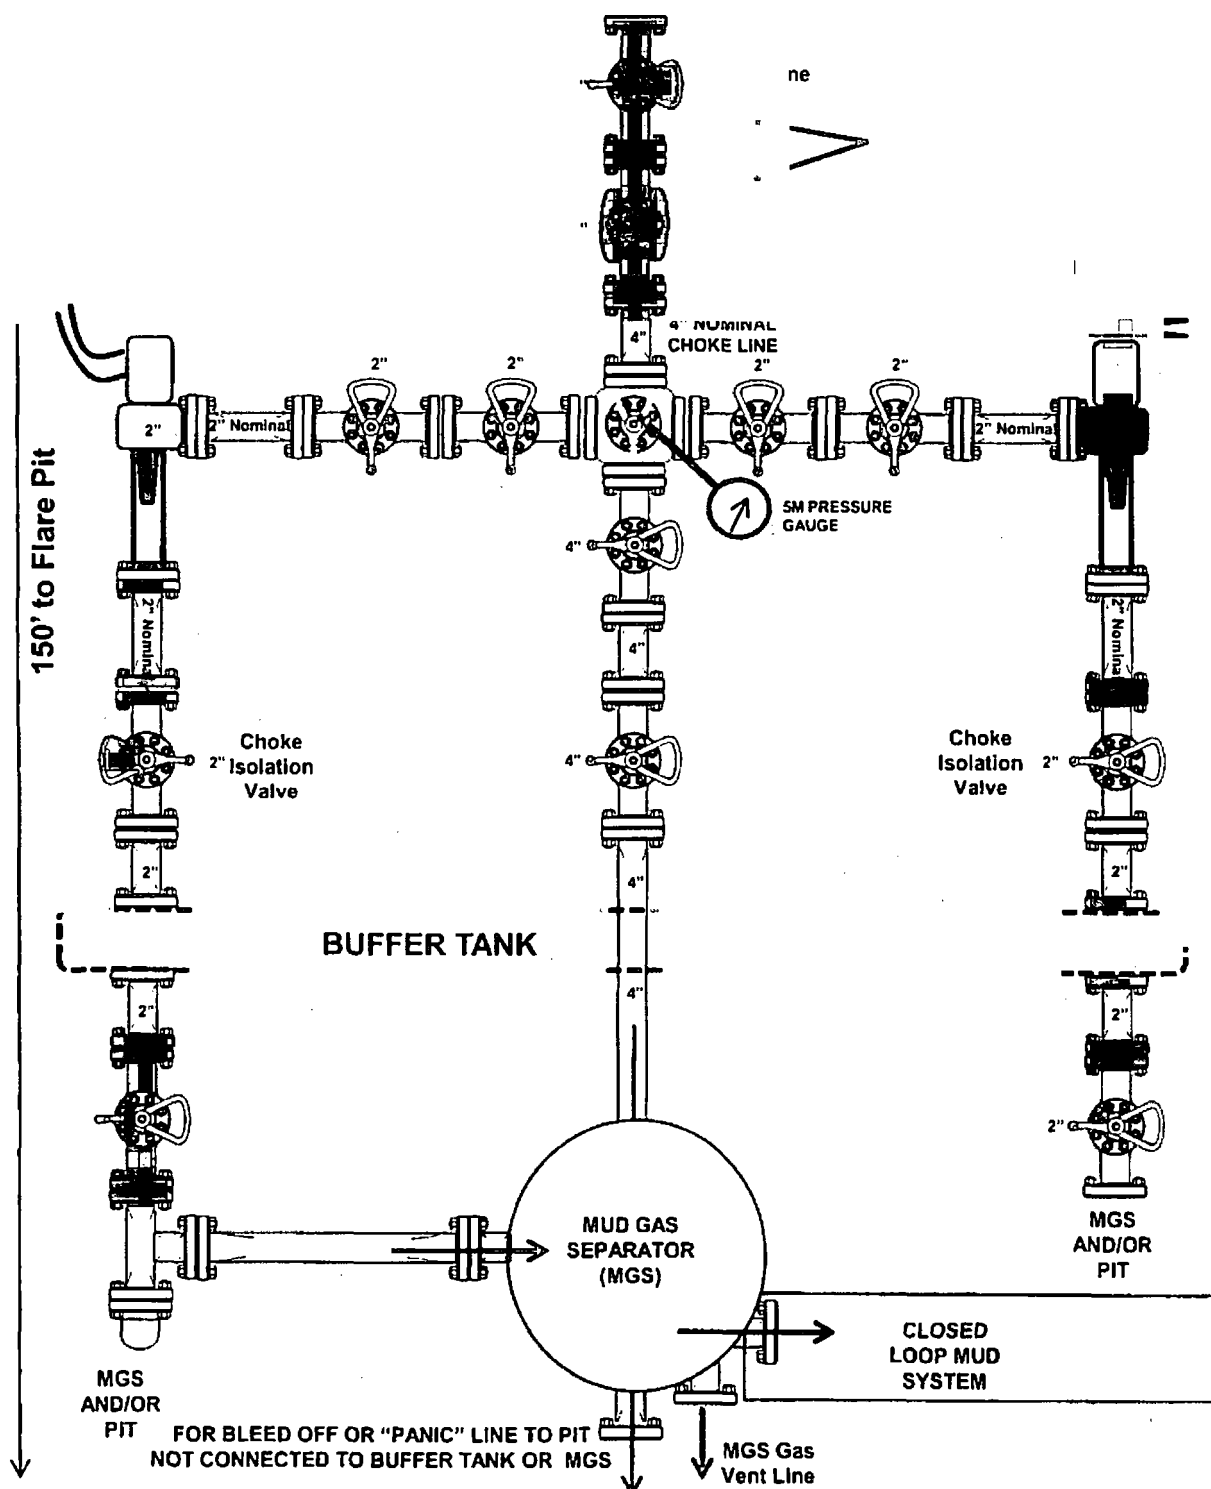 ne
4" NOMINAL
CHOKE LINE
4"
2"
2"
2"
2"
2"
2" Nominal
2" Nominal
5M PRESSURE
GAUGE
4"
150' to Flare Pit
2" Nominal
4"
2" Nominal
Choke
Isolation
Valve
2"
4"
Choke
Isolation
Valve
2"
2"
4"
2"
BUFFER TANK
4"
2"
2"
2"
MUD GAS
SEPARATOR
(MGS)
MGS
AND/OR
PIT
CLOSED
LOOP MUD
SYSTEM
MGS
AND/OR
PIT
FOR BLEED OFF OR "PANIC" LINE TO PIT
NOT CONNECTED TO BUFFER TANK OR MGS
MGS Gas
Vent Line